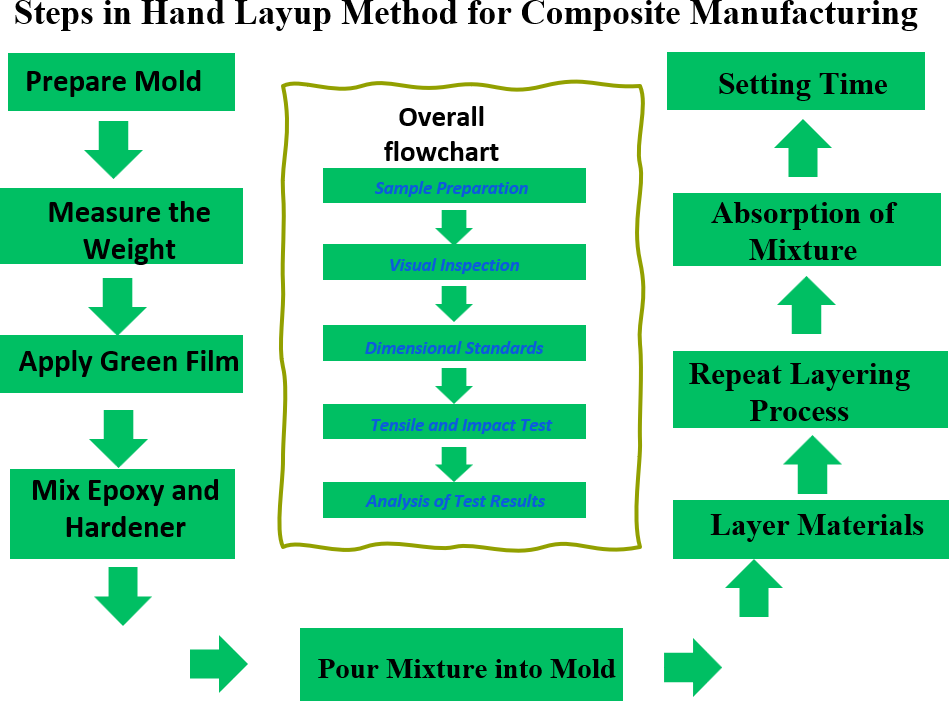 Steps in Hand Layup Method for Composite Manufacturing
Prepare Mold
Measure the
Weight
Apply Green Film
Mix Epoxy and
Hardener
Overall
flowchart
Sample Preparation
Visual Inspection
Dimensional Standards
Tensile and Impact Test
Analysis of Test Results
Pour Mixture into Mold
Setting Time
Absorption of
Mixture
Repeat Layering
Process
Layer Materials